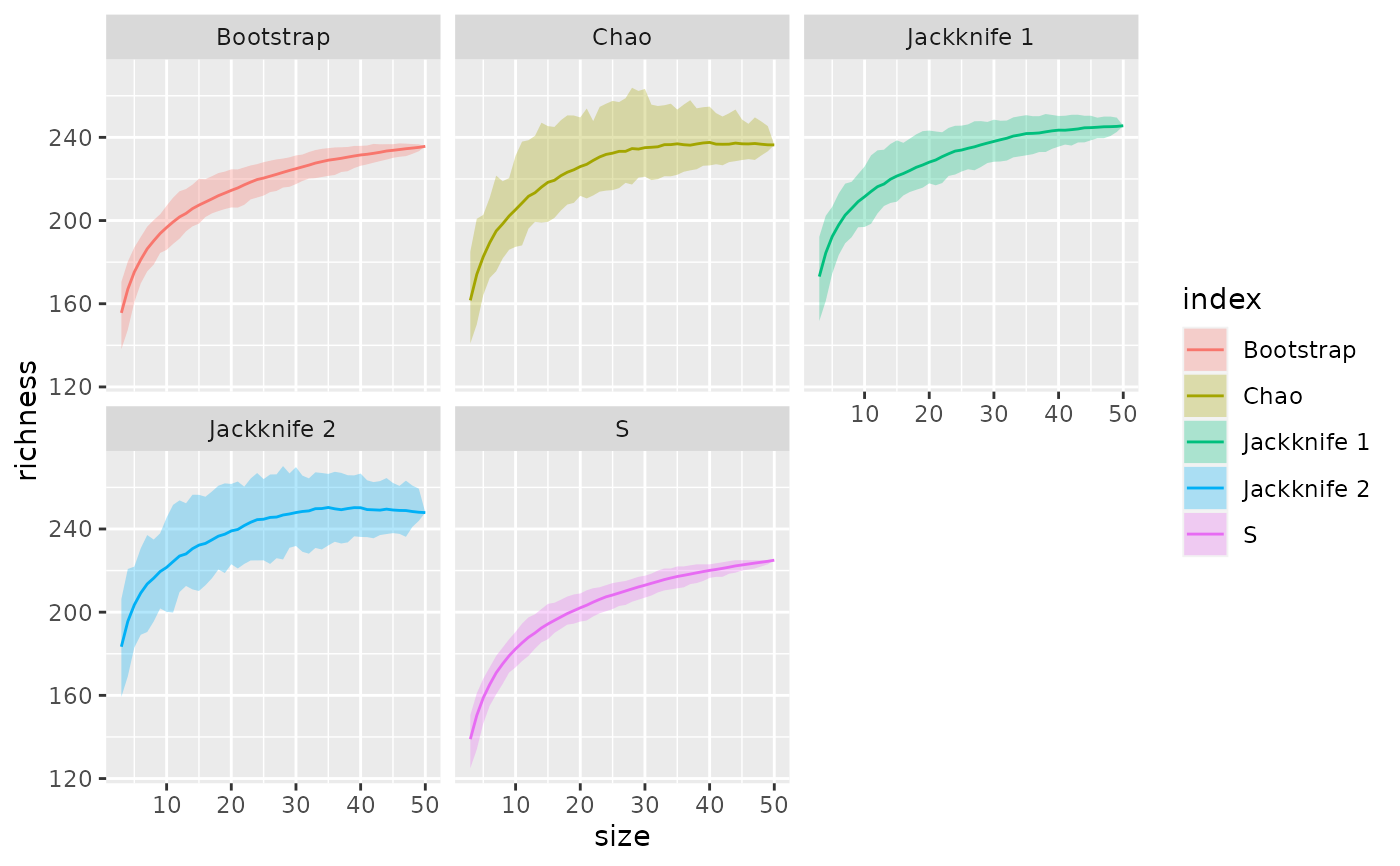 Bootstrap Chao Jackknife 1
240
200
160
120
10 20 30 40 50
richness
Jackknife 2 S
240
200
160
120
10 20 30 40 50 10 20 30 40 50
size
index
Bootstrap
Chao
Jackknife 1
Jackknife 2
S